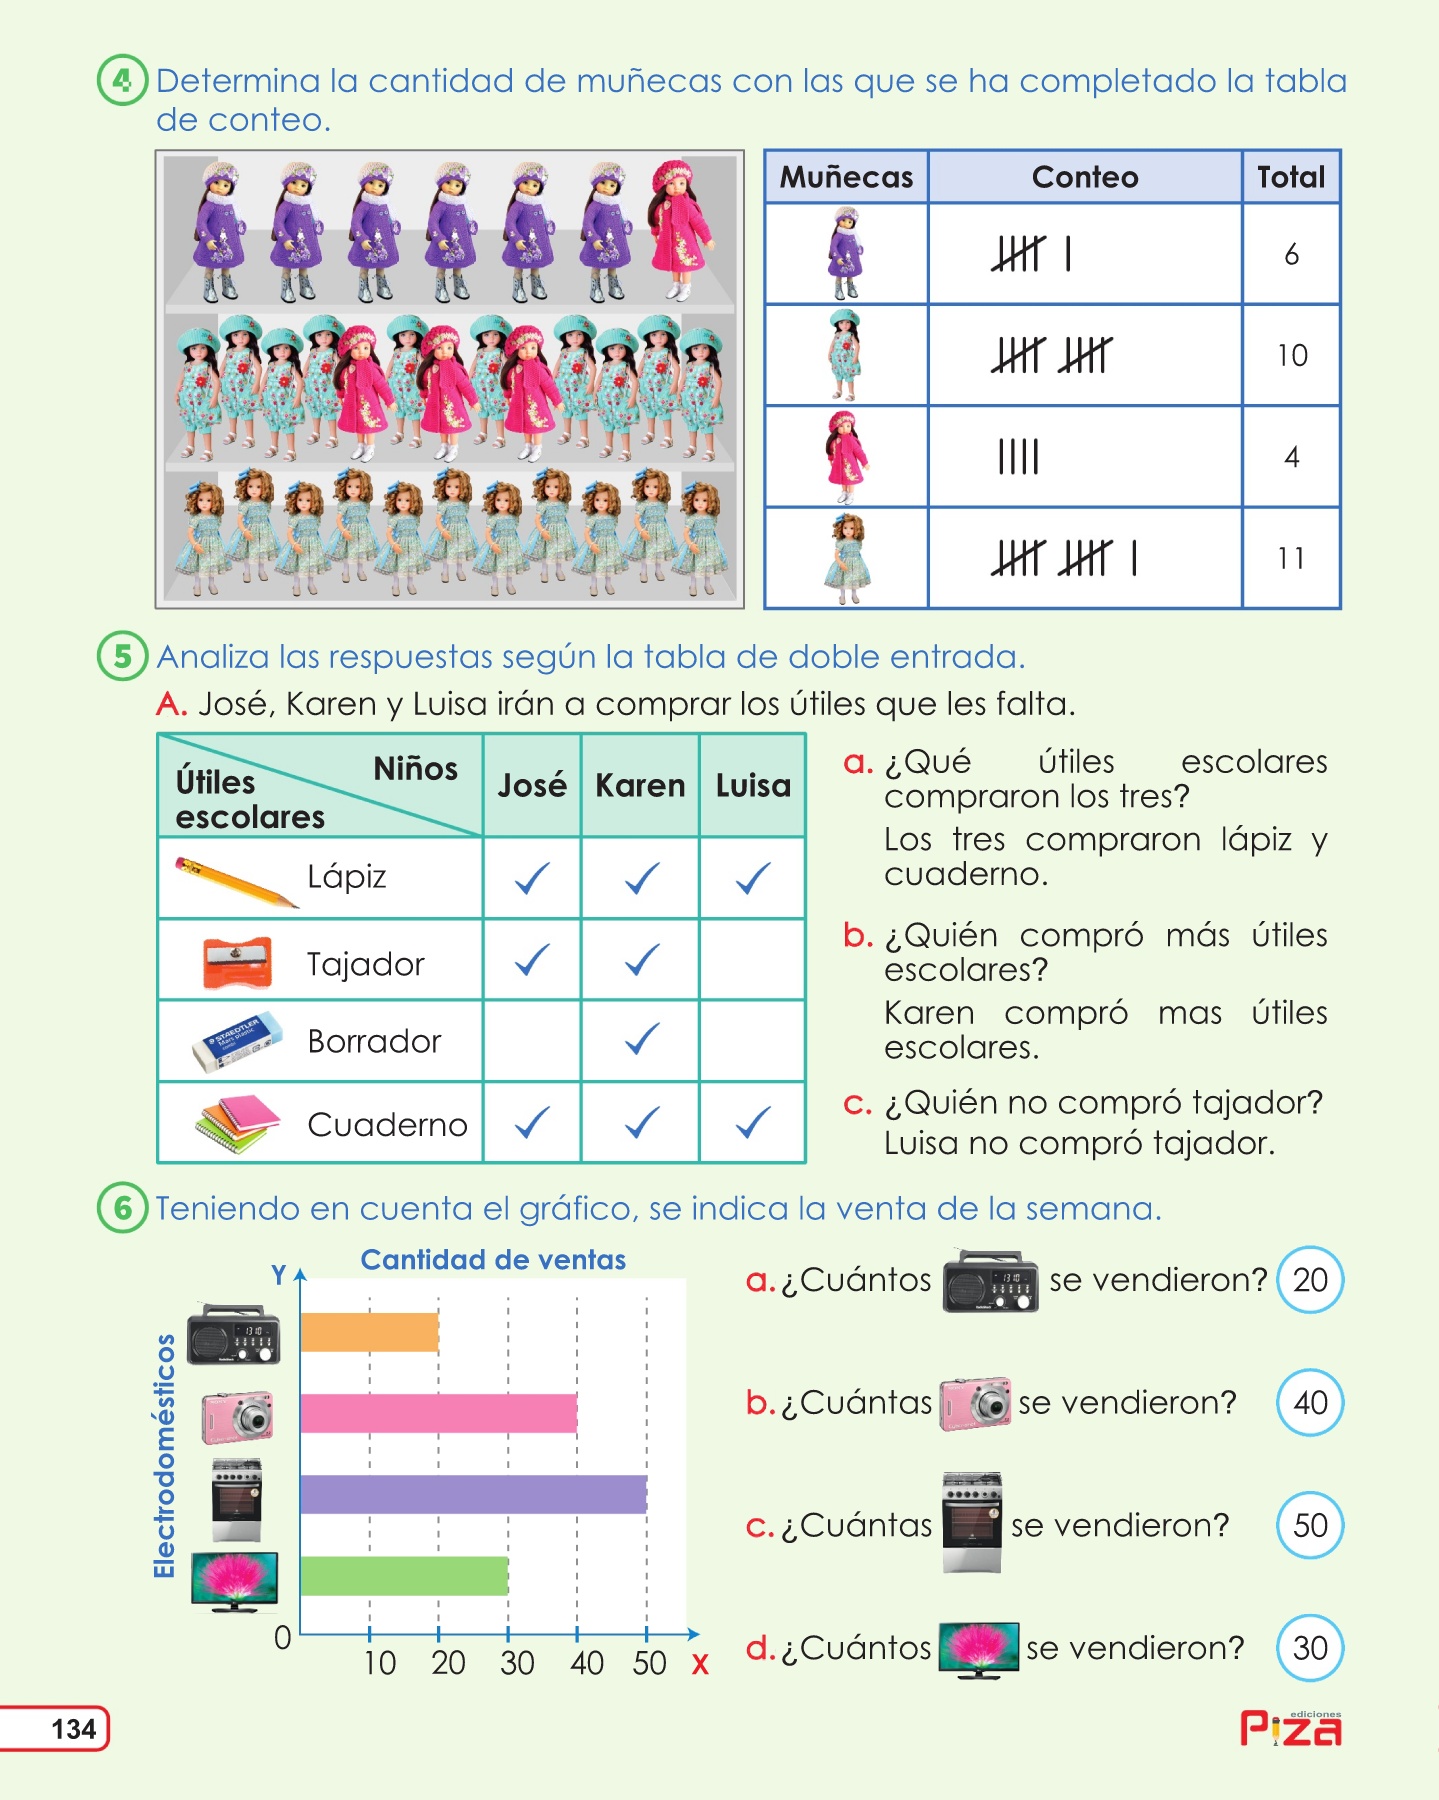 4 Determina la cantidad de muñecas con las que se ha completado la tabla
de conteo.
Muñecas Conteo Total
6
10
4
11
5 Analiza las respuestas según la tabla de doble entrada.
A. José, Karen y Luisa irán a comprar los útiles que les falta.
Niños
Útiles
escolares
José Karen Luisa
Lápiz
Tajador
Borrador
STAEDTLER
Mars plastic
Cuaderno
a. ¿Qué útiles escolares
compraron los tres?
Los tres compraron lápiz y
cuaderno.
b. ¿Quién compró más útiles
escolares?
Karen compró mas útiles
escolares.
c. ¿Quién no compró tajador?
Luisa no compró tajador.
6 Teniendo en cuenta el gráfico, se indica la venta de la semana.
Cantidad de ventas
Y
Electrodomésticos
0
10 20 30 40 50 X
a. ¿Cuántos se vendieron? 20
b. ¿Cuántas se vendieron? 40
c. ¿Cuántas se vendieron? 50
d. ¿Cuántos se vendieron? 30
134
ediciones
Piza